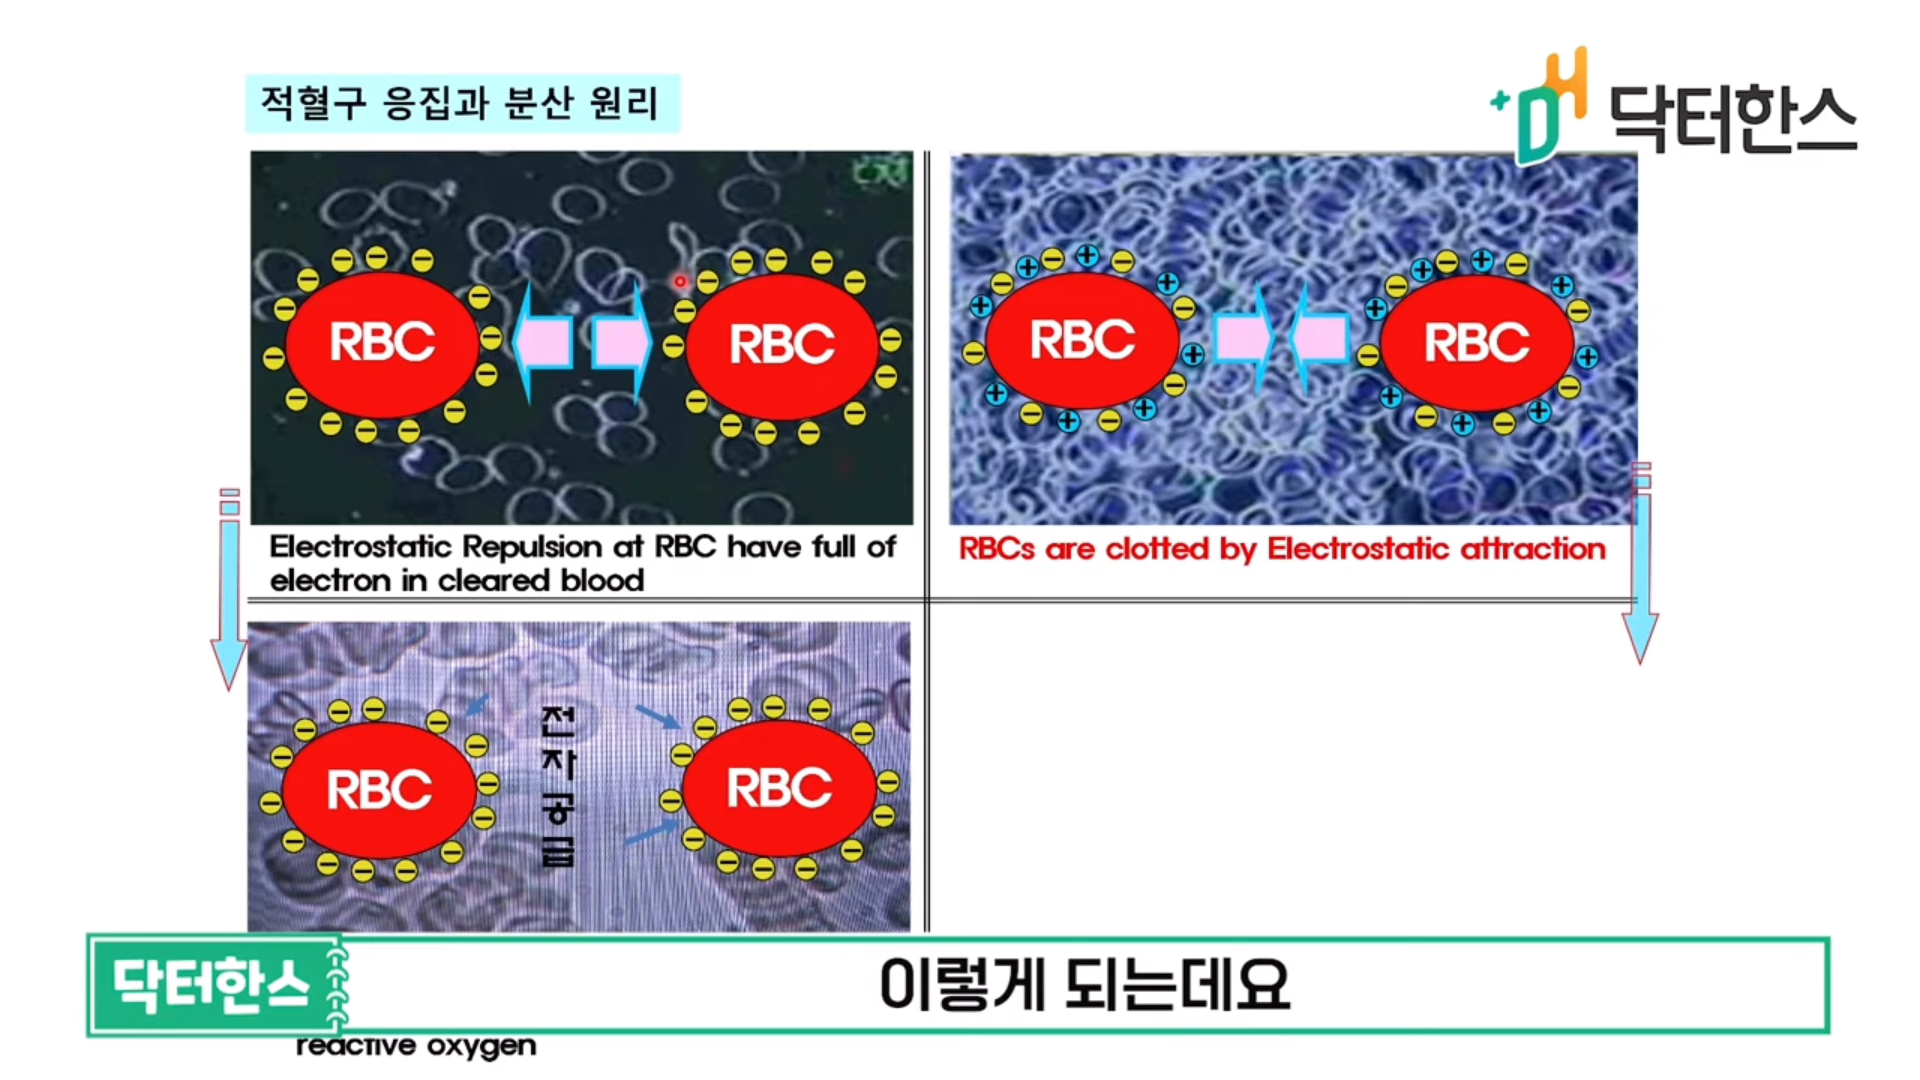 적혈구 응집과 분산 원리
DH 닥터한스
RBC
RBC
RBC
RBC
Electrostatic Repulsion at RBC have full of
electron in cleared blood
RBCs are clotted by Electrostatic attraction
RBC
전
자
공
급
RBC
닥터한스
이렇게 되는데요
reactive oxygen